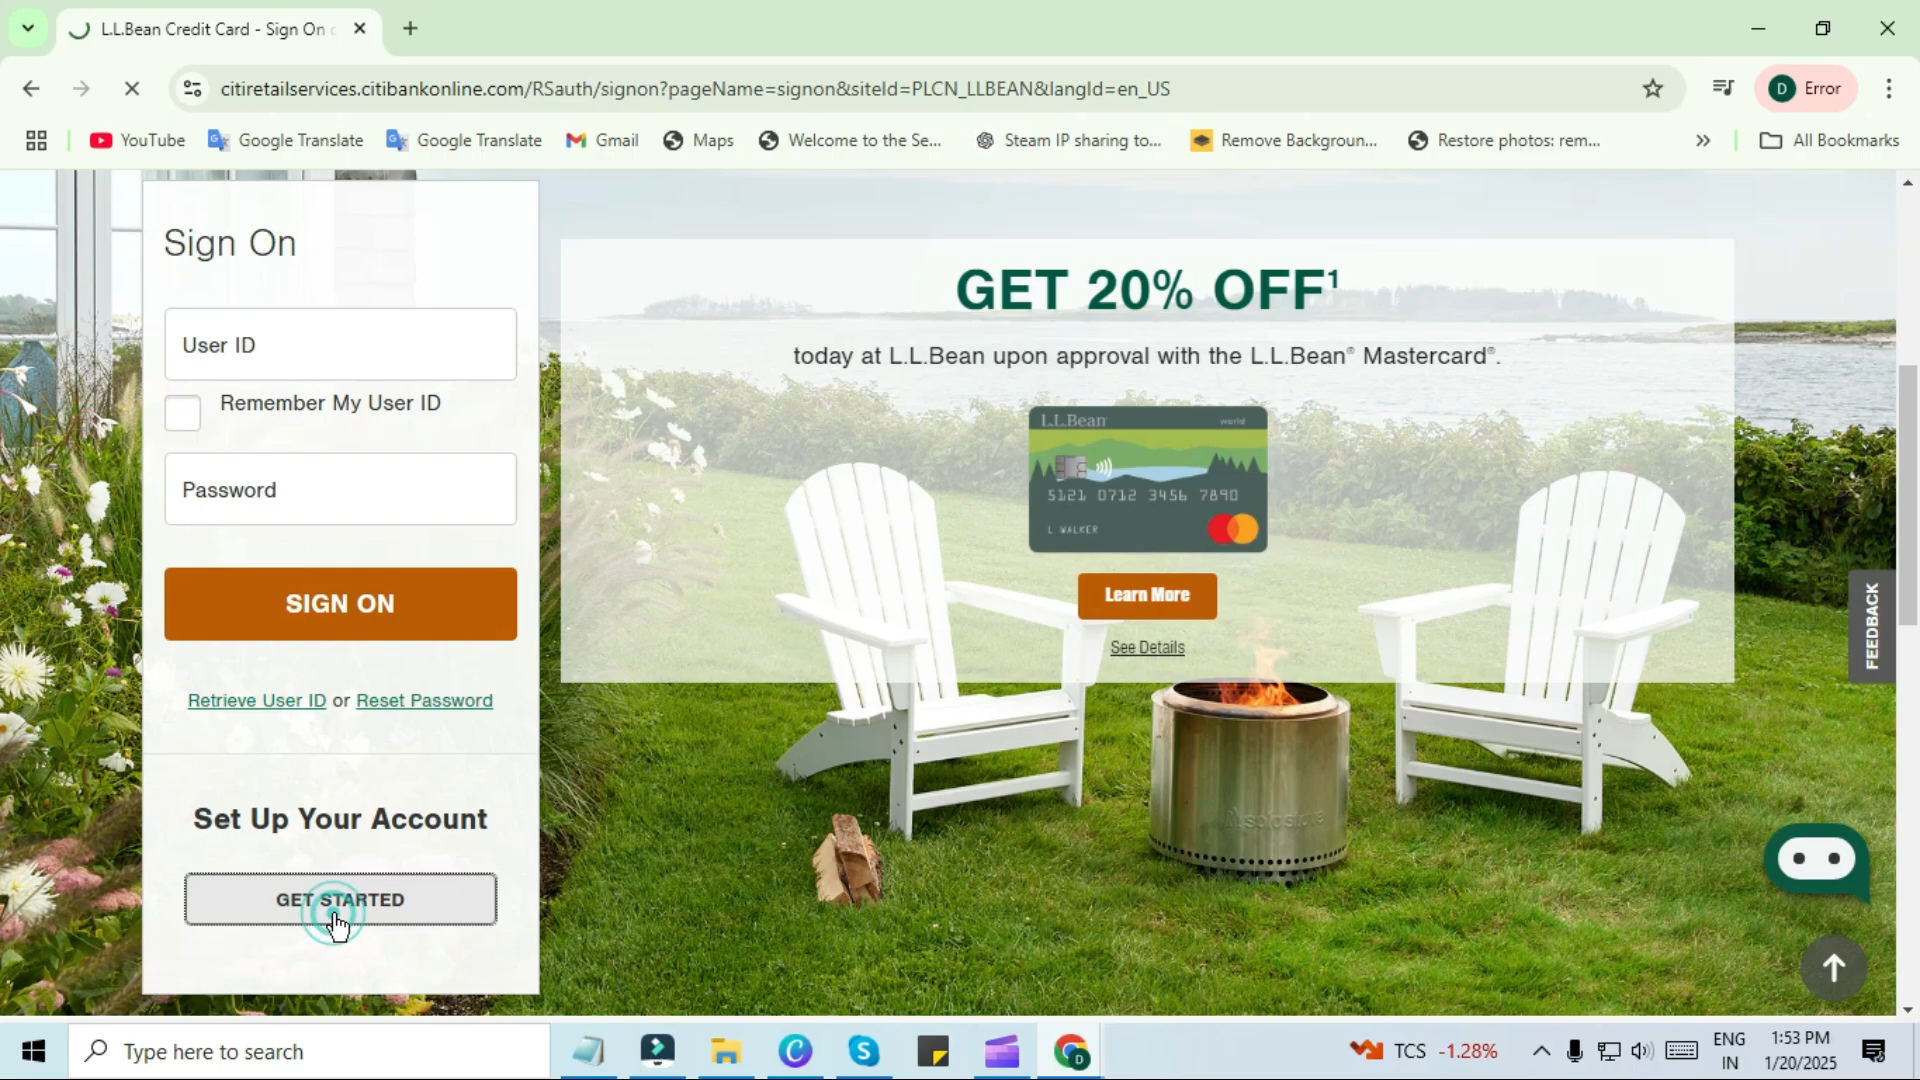 L.L.Bean Credit Card - Sign On
citiretailservices.citibankonline.com/RSauth/signon?pageName=signon&siteId=PLCN_LLBEAN&langId=en_US
D Error
YouTube
Google Translate
Google Translate
Gmail
Maps
Welcome to the Se...
Steam IP sharing to...
Remove Backgroun...
Restore photos: rem...
»
All Bookmarks
Sign On
User ID
Remember My User ID
Password
SIGN ON
Retrieve User ID or Reset Password
Set Up Your Account
GET STARTED
GET 20% OFF¹
today at L.L.Bean upon approval with the L.L.Bean® Mastercard®.
L.L.Bean world
5121 0712 3456 7890
L WALKER
Learn More
See Details
solo stove
FEEDBACK
Type here to search
TCS -1.28%
ENG
IN
1:53 PM
1/20/2025